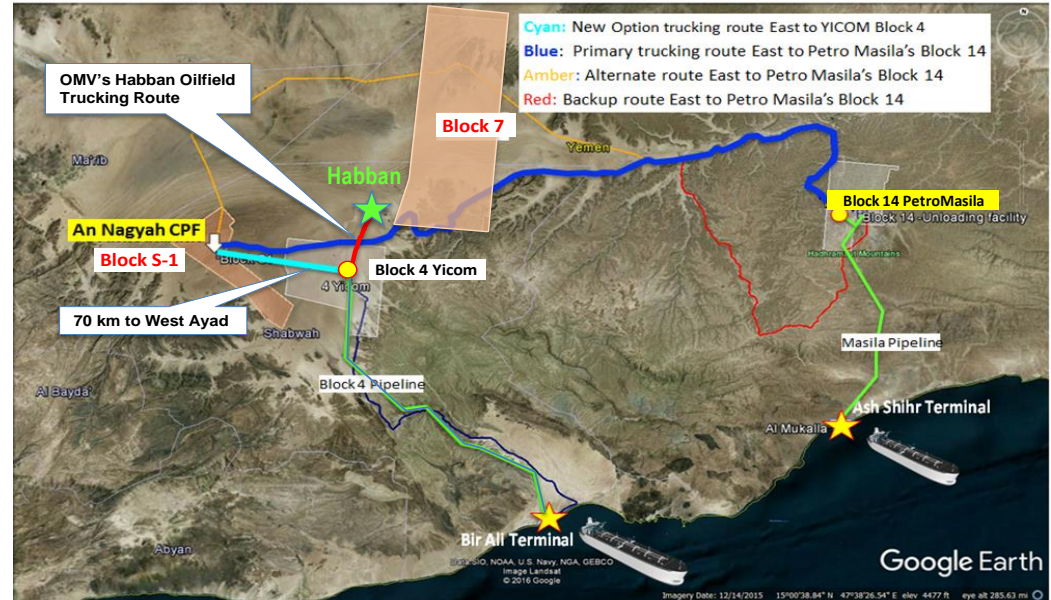 Cyan: New Option trucking route East to YICOM Block 4
Blue: Primary trucking route East to Petro Masila's Block 14
Amber: Alternate route East to Petro Masila's Block 14
Red: Backup route East to Petro Masila's Block 14
N
OMV's Habban Oilfield
Trucking Route
Block 7
Yemen
Ma'rib
Habban
Block 14 PetroMasila
Block 14 -Unloading facility
An Nagyah CPF
Block S-1
Block 4 Yicom
4 Yicom
70 km to West Ayad
Shabwah
Masila Pipeline
Block 4 Pipeline
Al Bayda'
Ash Shihr Terminal
Al Mukalla
Bir Ali Terminal
Abyan
Data SIO, NOAA, U.S. Navy, NGA, GEBCO
Image Landsat
© 2016 Google
Google Earth
Imagery Date: 12/14/2015 15°00'38.84" N 47°38'26.54" E elev 4477 ft eye alt 285.63 mi